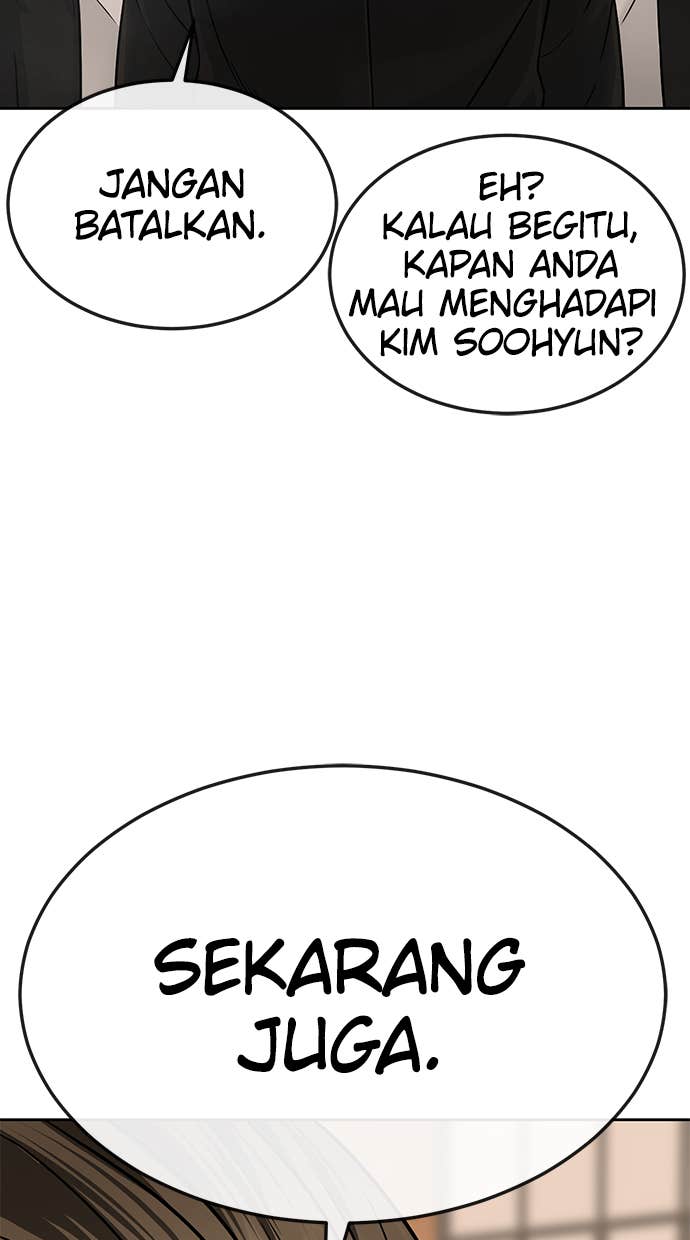 JANGAN
BATALKAN.
EH?
KALAU BEGITU,
KAPAN ANDA
MAU MENGHADAPI
KIM SOOHYUN?
SEKARANG
JUGA.